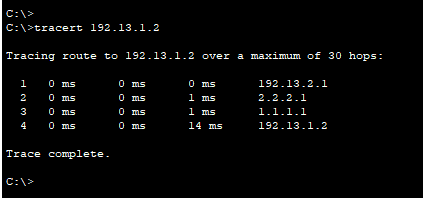 C:\>
C:\>tracert 192.13.1.2
Tracing route to 192.13.1.2 over a maximum of 30 hops:
1 0 ms 0 ms 0 ms 192.13.2.1
2 0 ms 0 ms 1 ms 2.2.2.1
3 0 ms 0 ms 1 ms 1.1.1.1
4 0 ms 0 ms 14 ms 192.13.1.2
Trace complete.
C:\>